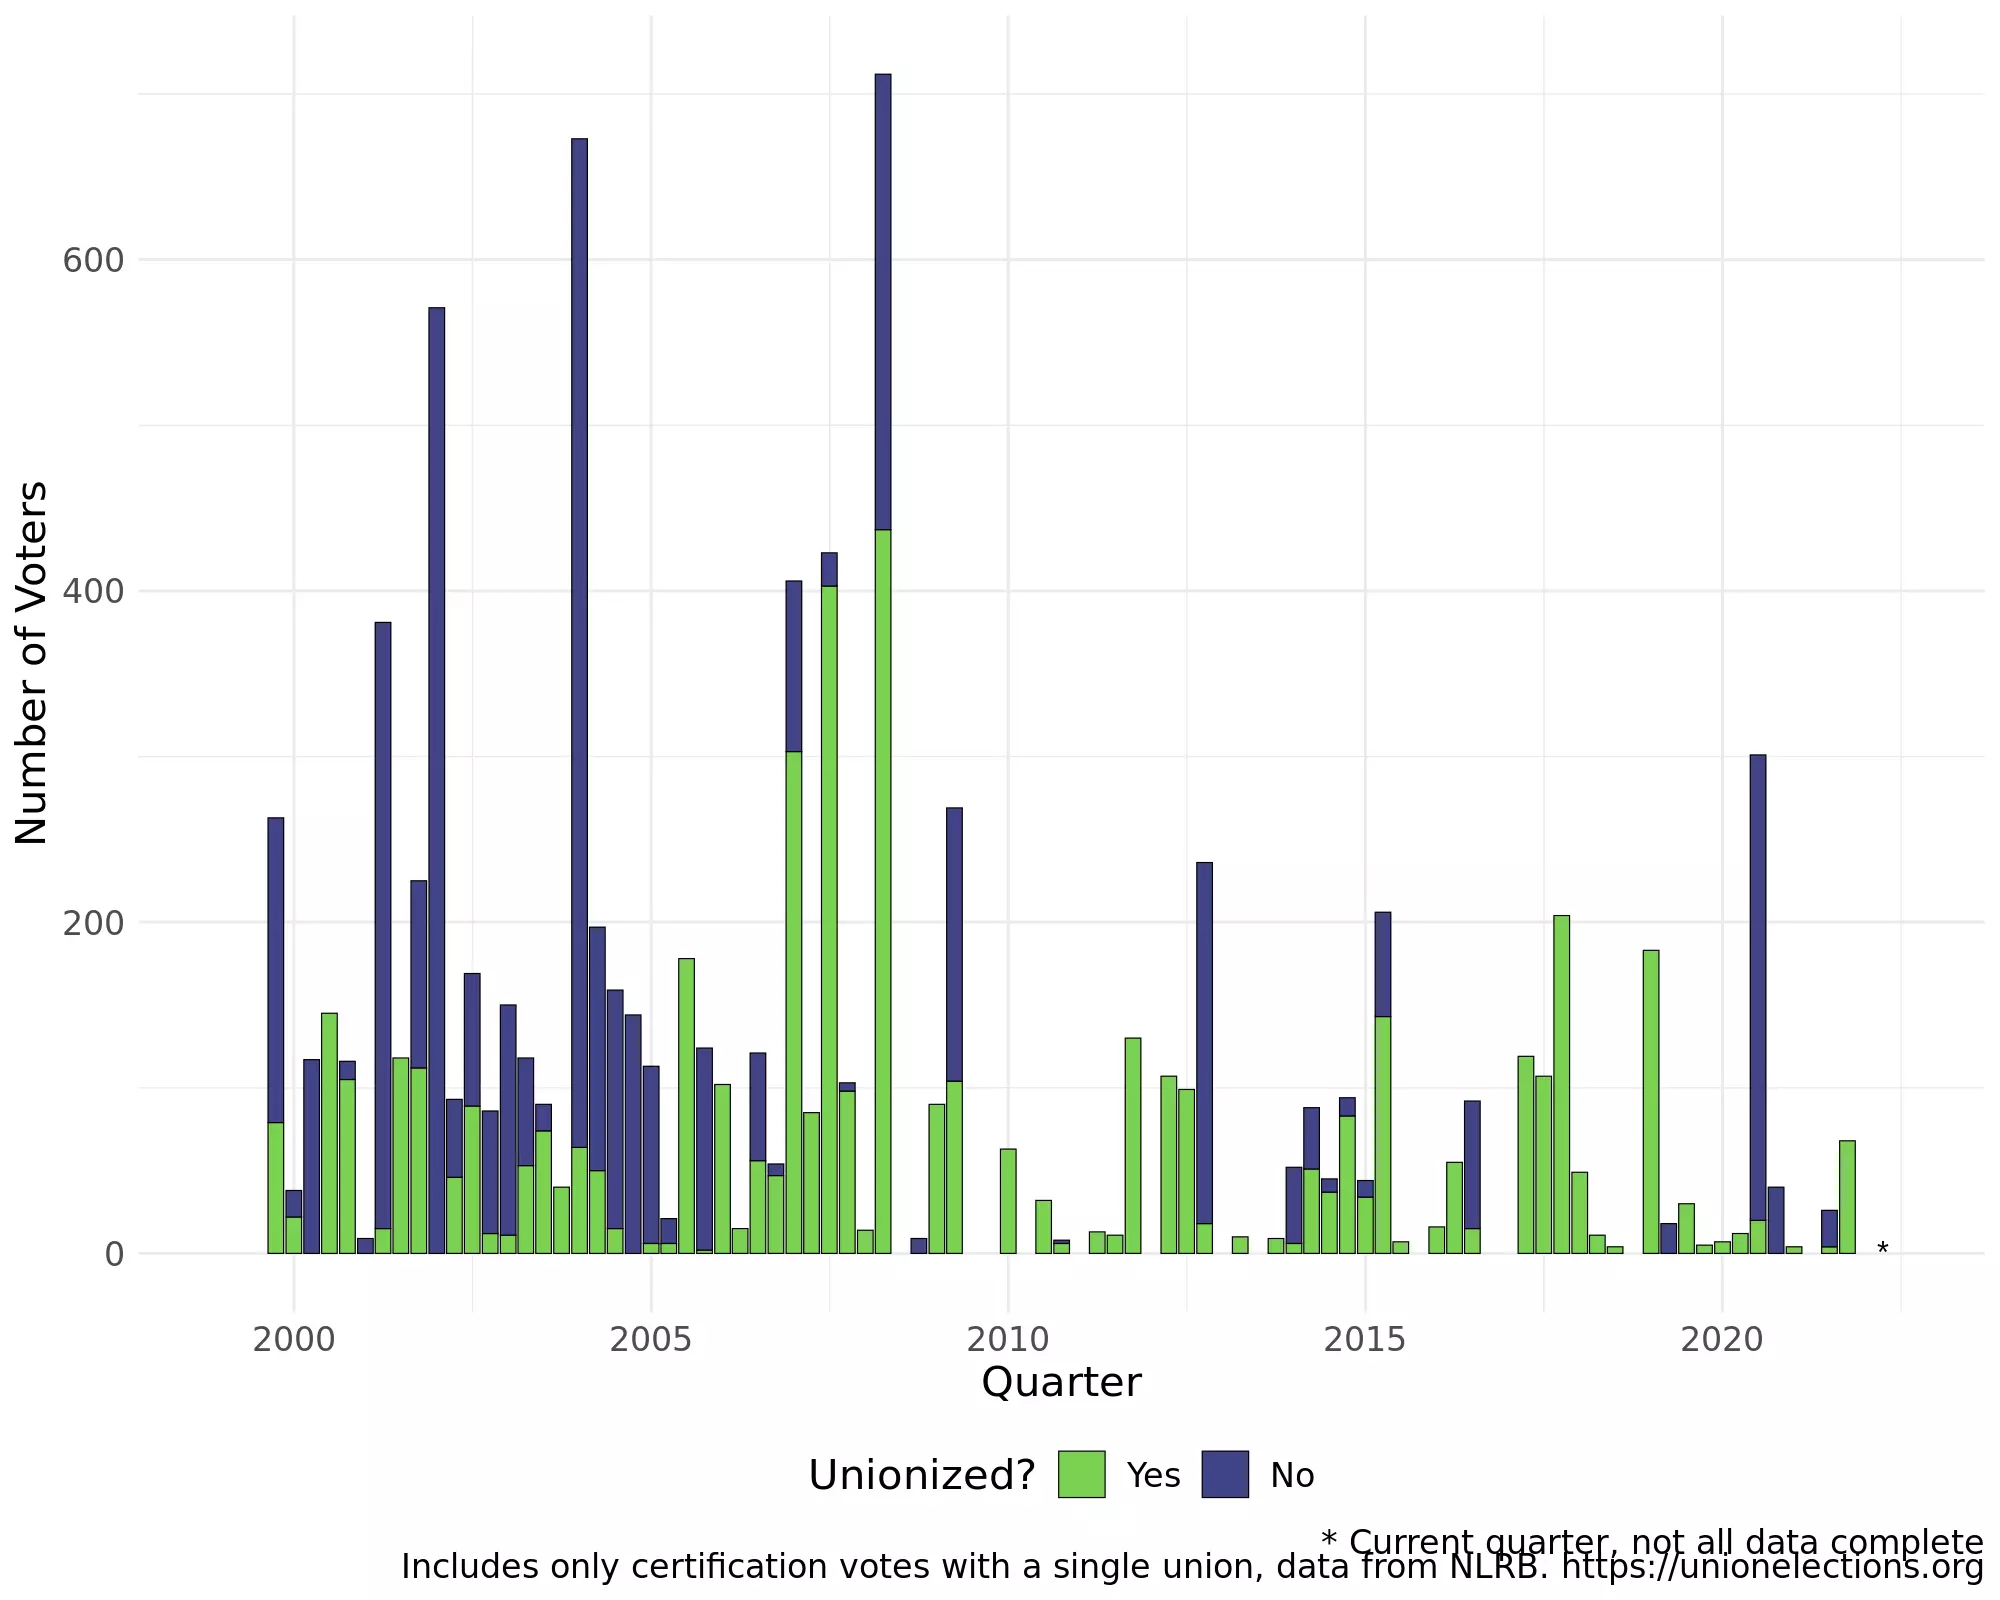 600
400
200
0
Number of Voters
*
2000 2005 2010 2015 2020
Quarter
Unionized? Yes No
* Current quarter, not all data complete
Includes only certification votes with a single union, data from NLRB. https://unionelections.org